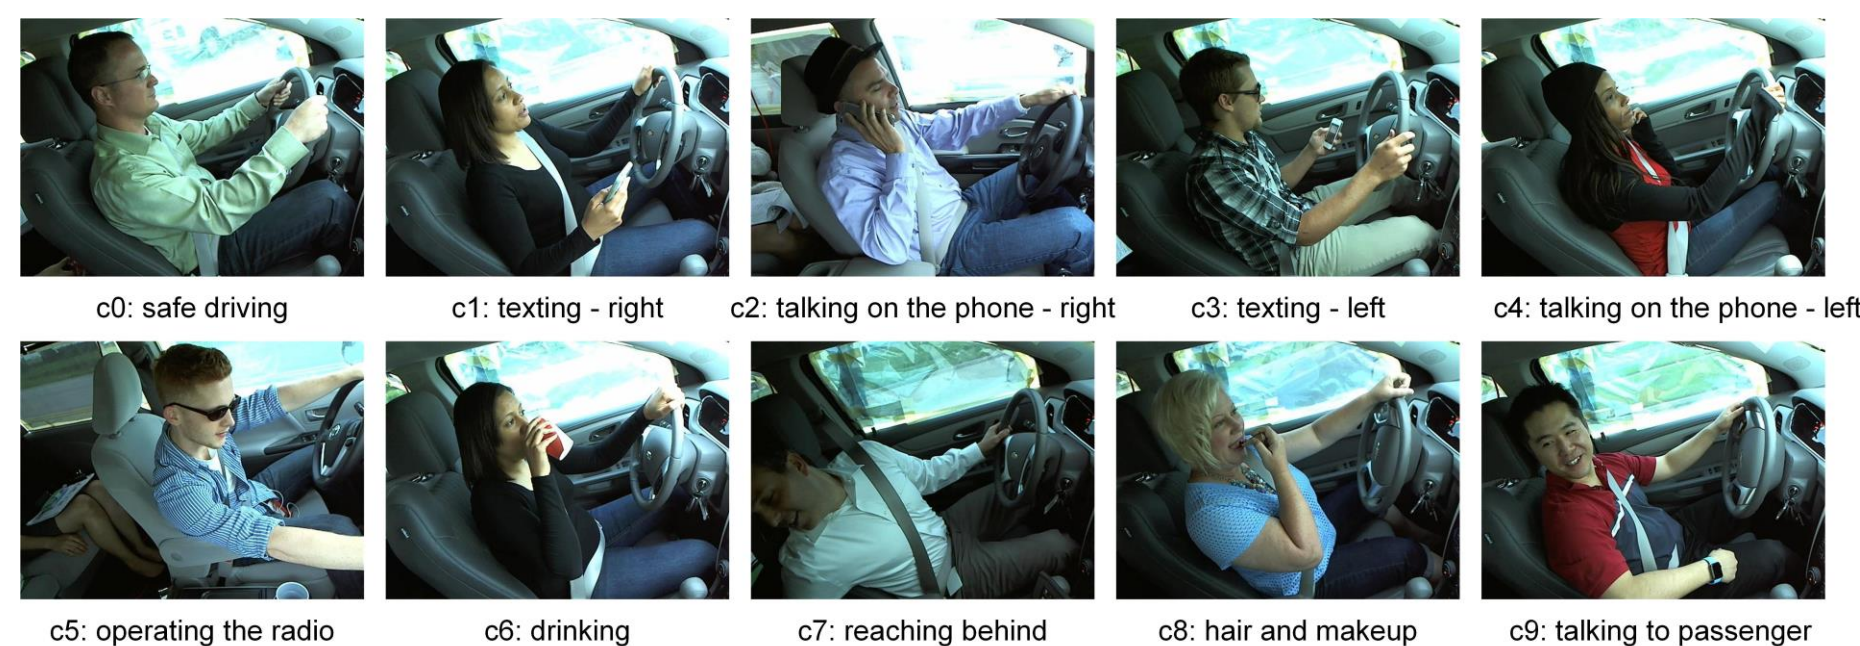 c0: safe driving
c1: texting - right
c2: talking on the phone - right
c3: texting - left
c4: talking on the phone - left
c5: operating the radio
c6: drinking
c7: reaching behind
c8: hair and makeup
c9: talking to passenger